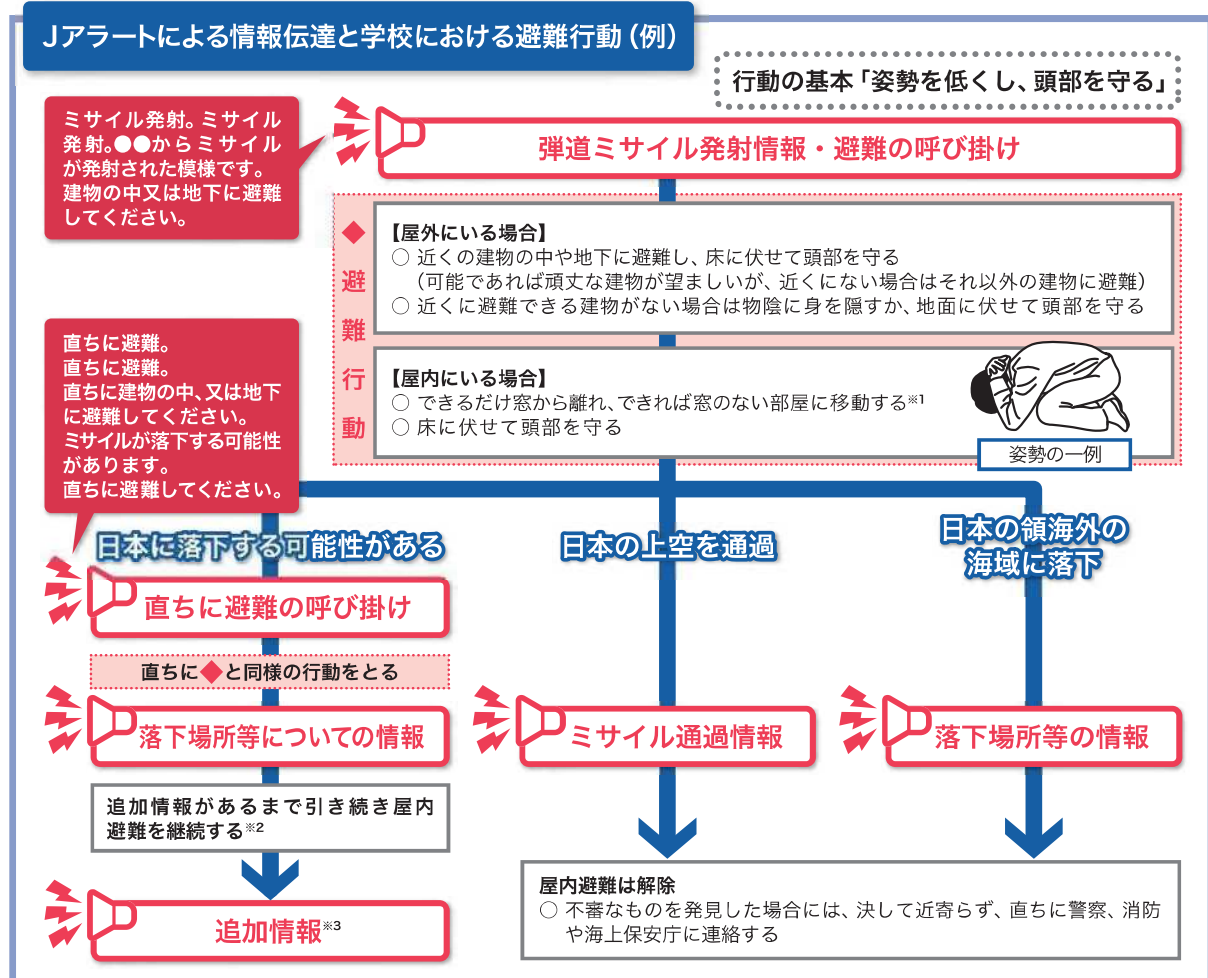 Jアラートによる情報伝達と学校における避難行動（例）
行動の基本「姿勢を低くし、頭部を守る」
ミサイル発射。ミサイル
発射。●●からミサイル
が発射された模様です。
建物の中又は地下に避難
してください。
弾道ミサイル発射情報・避難の呼び掛け
◆避難行動
【屋外にいる場合】
○ 近くの建物の中や地下に避難し、床に伏せて頭部を守る
（可能であれば頑丈な建物が望ましいが、近くにない場合はそれ以外の建物に避難）
○ 近くに避難できる建物がない場合は物陰に身を隠すか、地面に伏せて頭部を守る
【屋内にいる場合】
○ できるだけ窓から離れ、できれば窓のない部屋に移動する※1
○ 床に伏せて頭部を守る
姿勢の一例
直ちに避難。
直ちに避難。
直ちに建物の中、又は地下
に避難してください。
ミサイルが落下する可能性
があります。
直ちに避難してください。
日本に落下する可能性がある
直ちに避難の呼び掛け
直ちに◆と同様の行動をとる
落下場所等についての情報
追加情報があるまで引き続き屋内
避難を継続する※2
追加情報※3
日本の上空を通過
ミサイル通過情報
日本の領海外の
海域に落下
落下場所等の情報
屋内避難は解除
○ 不審なものを発見した場合には、決して近寄らず、直ちに警察、消防
や海上保安庁に連絡する